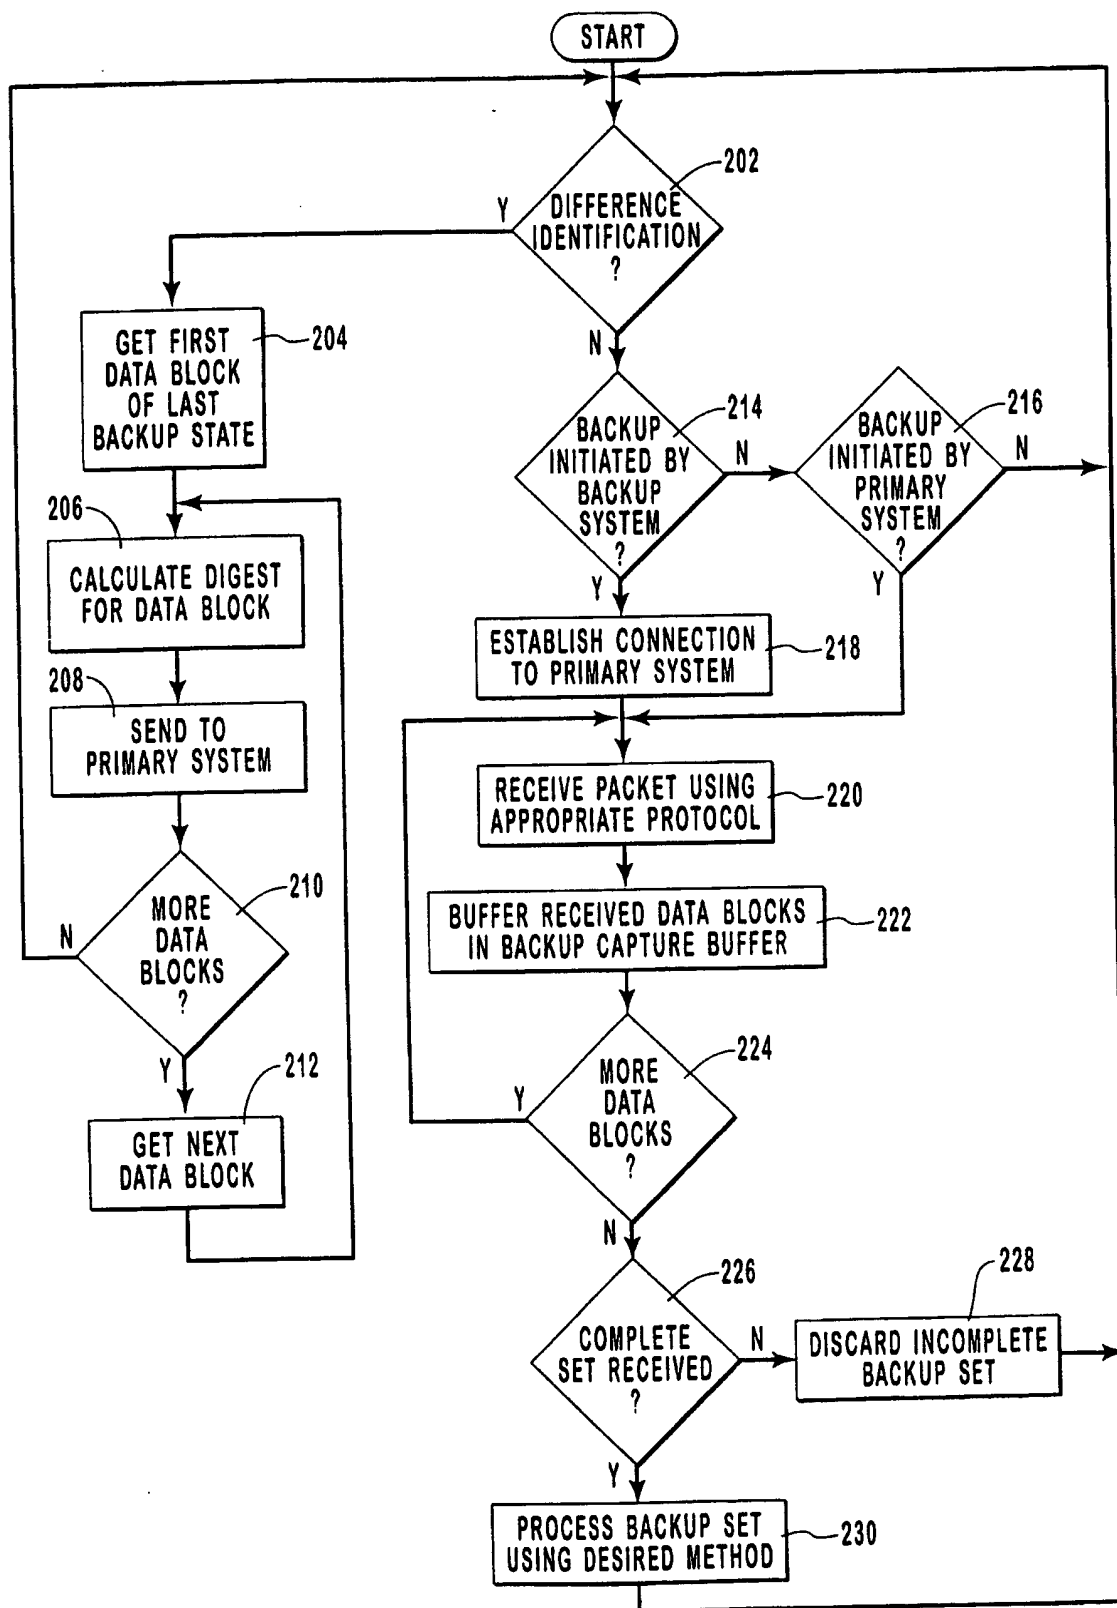 START
202
DIFFERENCE
IDENTIFICATION
?
Y
N
GET FIRST
DATA BLOCK
OF LAST
BACKUP STATE
204
206
CALCULATE DIGEST
FOR DATA BLOCK
208
SEND TO
PRIMARY SYSTEM
210
MORE
DATA
BLOCKS
?
N
Y
212
GET NEXT
DATA BLOCK
214
BACKUP
INITIATED BY
BACKUP
SYSTEM
?
N
Y
216
BACKUP
INITIATED BY
PRIMARY
SYSTEM
?
N
Y
ESTABLISH CONNECTION
TO PRIMARY SYSTEM
218
RECEIVE PACKET USING
APPROPRIATE PROTOCOL
220
BUFFER RECEIVED DATA BLOCKS
IN BACKUP CAPTURE BUFFER
222
224
MORE
DATA
BLOCKS
?
Y
N
226
COMPLETE
SET RECEIVED
?
N
Y
228
DISCARD INCOMPLETE
BACKUP SET
PROCESS BACKUP SET
USING DESIRED METHOD
230